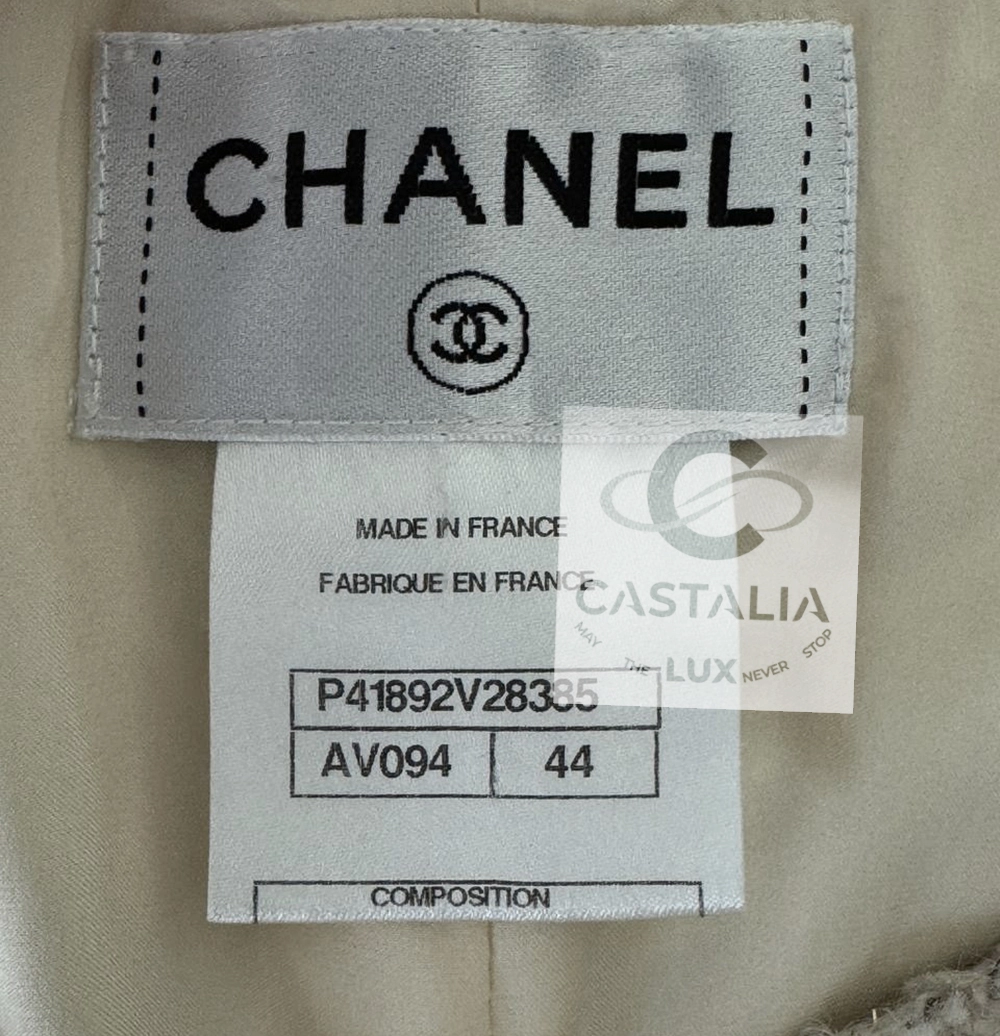 CHANEL
MADE IN FRANCE
FABRIQUE EN FRANCE
CASTALIA
MAY THE LUX NEVER STOP
P41892V28385
AV094 44
COMPOSITION